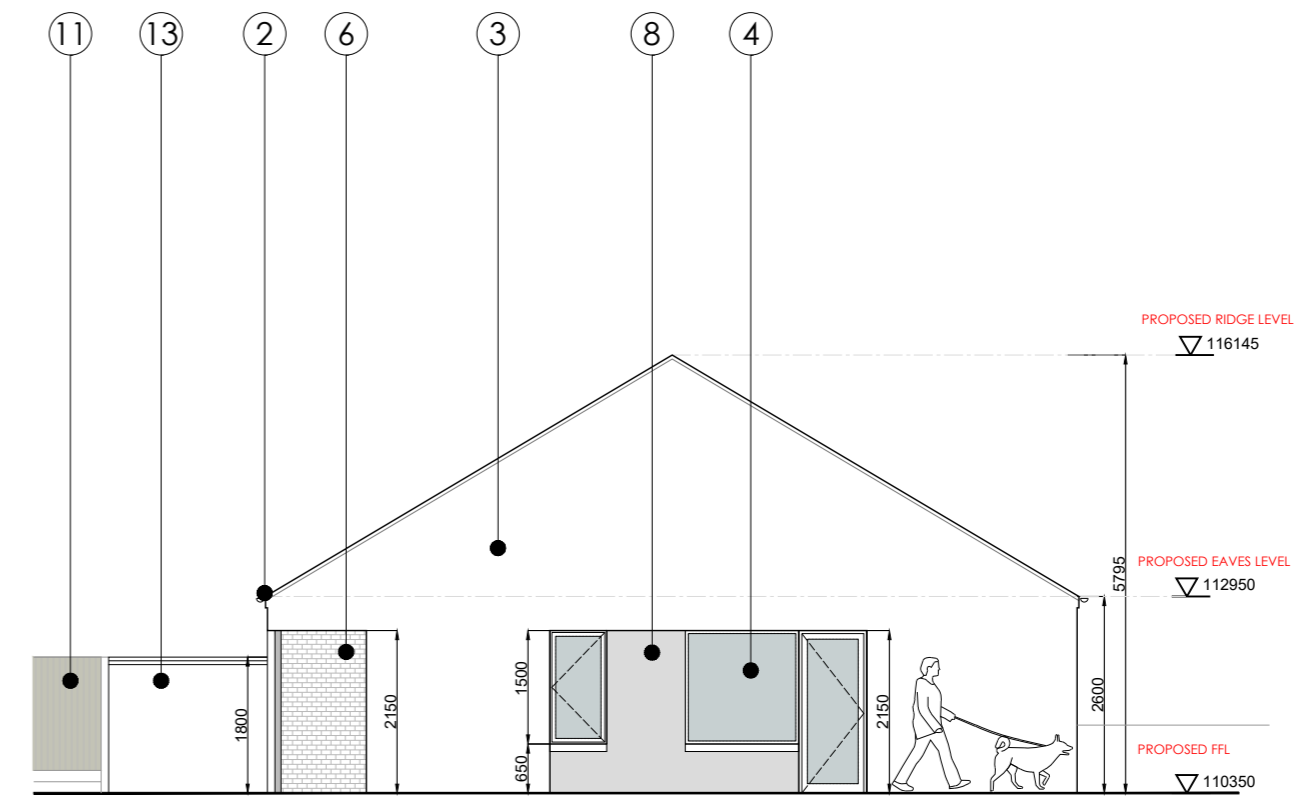 11 13 2 6 3 8 4
PROPOSED RIDGE LEVEL
116145
5795
PROPOSED EAVES LEVEL
112950
1800
2150
1500
650
2150
2600
PROPOSED FFL
110350